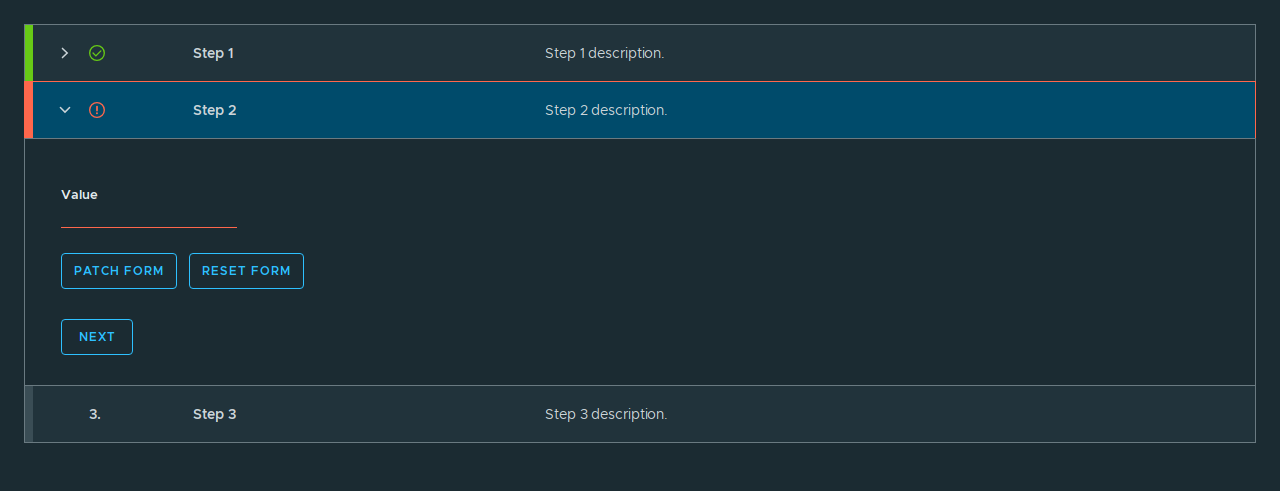 Step 1 Step 1 description.
Step 2 Step 2 description.
Value
PATCH FORM RESET FORM
NEXT
3. Step 3 Step 3 description.